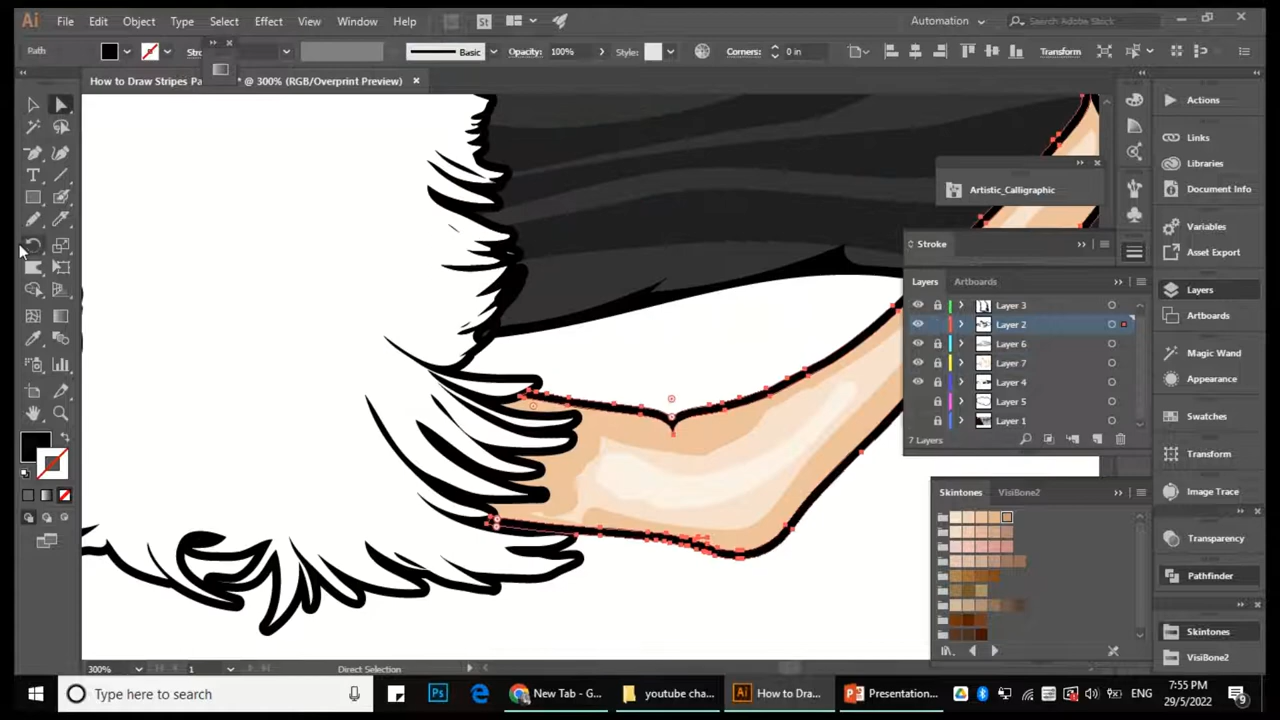 Ai File Edit Object Type Select Effect View Window Help St Automation Search Adobe Stock
Path Basic Opacity: 100% Style: Corners: 0 in Transform
How to Draw Stripes Pa * @ 300% (RGB/Overprint Preview)
Actions
Links
Libraries
Artistic_Calligraphic
Document Info
Variables
Stroke
Asset Export
Layers Artboards
Layers
Layer 3
Artboards
Layer 2
Layer 6
Magic Wand
Layer 7
Appearance
Layer 4
Layer 5
Swatches
Layer 1
7 Layers
Transform
Skintones VisiBone2
Image Trace
Transparency
Pathfinder
Skintones
VisiBone2
300% 1 Direct Selection
Type here to search Ps New Tab - G... youtube cha... Ai How to Dra... Presentation... ENG 7:55 PM
29/5/2022 9